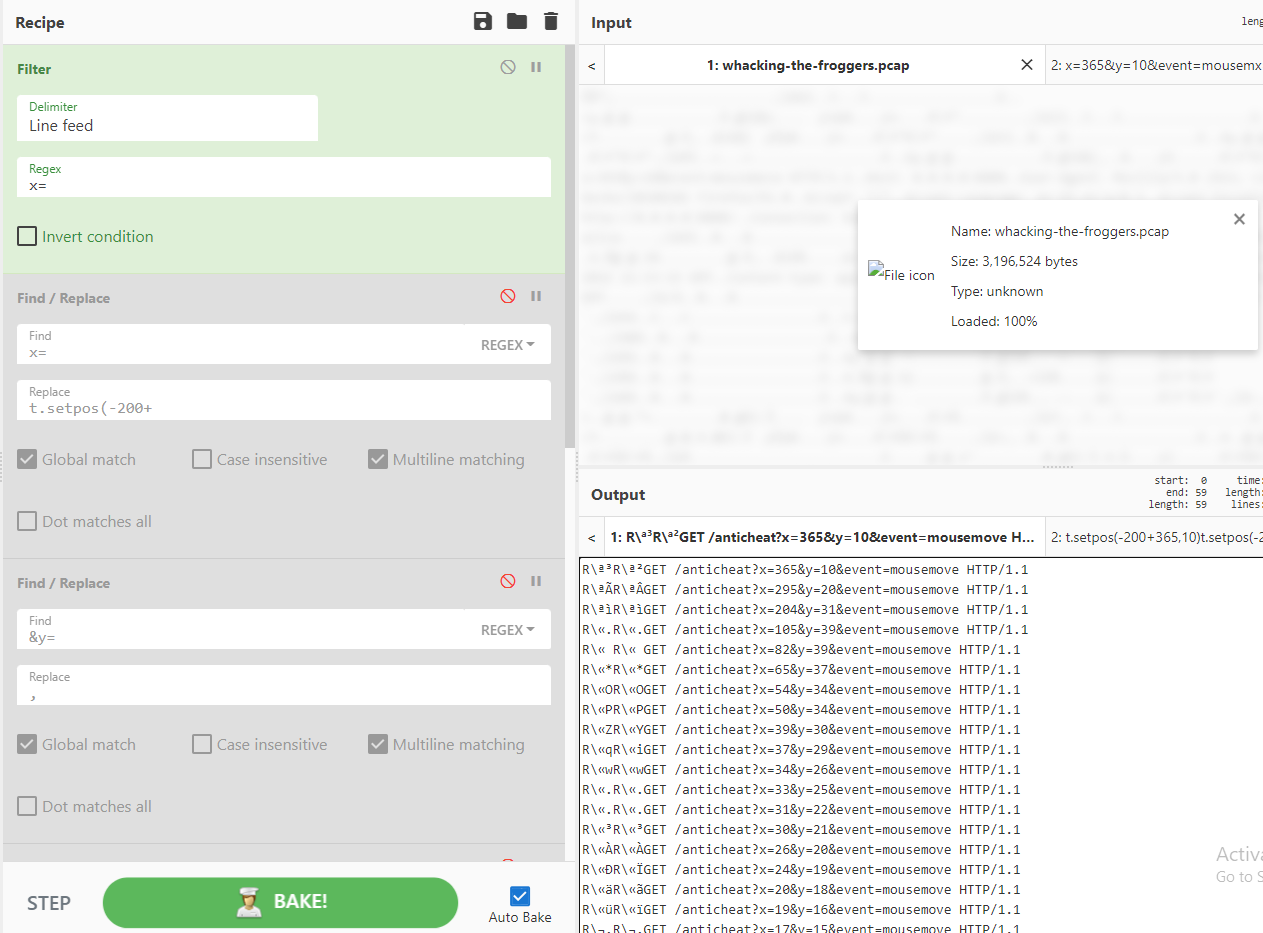 Recipe
Filter
Delimiter
Line feed
Regex
x=
Invert condition
Find / Replace
Find
x=
REGEX
Replace
t.setpos(-200+
Global match
Case insensitive
Multiline matching
Dot matches all
Find / Replace
Find
&y=
REGEX
Replace
,
Global match
Case insensitive
Multiline matching
Dot matches all
STEP
BAKE!
Auto Bake
Input
leng
<
1: whacking-the-froggers.pcap
2: x=365&y=10&event=mousemx
File icon
Name: whacking-the-froggers.pcap
Size: 3,196,524 bytes
Type: unknown
Loaded: 100%
Output
start: 0 time:
end: 59 length:
length: 59 lines:
<
1: R\ª³R\ª²GET /anticheat?x=365&y=10&event=mousemove H...
2: t.setpos(-200+365,10)t.setpos(-2
R\ª³R\ª²GET /anticheat?x=365&y=10&event=mousemove HTTP/1.1
R\ªÃR\ªÂGET /anticheat?x=295&y=20&event=mousemove HTTP/1.1
R\ªìR\ªìGET /anticheat?x=204&y=31&event=mousemove HTTP/1.1
R\«.R\«.GET /anticheat?x=105&y=39&event=mousemove HTTP/1.1
R\« R\« GET /anticheat?x=82&y=39&event=mousemove HTTP/1.1
R\«*R\«*GET /anticheat?x=65&y=37&event=mousemove HTTP/1.1
R\«OR\«OGET /anticheat?x=54&y=34&event=mousemove HTTP/1.1
R\«PR\«PGET /anticheat?x=50&y=34&event=mousemove HTTP/1.1
R\«ZR\«YGET /anticheat?x=39&y=30&event=mousemove HTTP/1.1
R\«qR\«iGET /anticheat?x=37&y=29&event=mousemove HTTP/1.1
R\«wR\«wGET /anticheat?x=34&y=26&event=mousemove HTTP/1.1
R\«.R\«.GET /anticheat?x=33&y=25&event=mousemove HTTP/1.1
R\«.R\«.GET /anticheat?x=31&y=22&event=mousemove HTTP/1.1
R\«³R\«³GET /anticheat?x=30&y=21&event=mousemove HTTP/1.1
R\«ÀR\«ÀGET /anticheat?x=26&y=20&event=mousemove HTTP/1.1
R\«ÐR\«ÏGET /anticheat?x=24&y=19&event=mousemove HTTP/1.1
R\«äR\«ãGET /anticheat?x=20&y=18&event=mousemove HTTP/1.1
R\«üR\«ïGET /anticheat?x=19&y=16&event=mousemove HTTP/1.1
R\¬.R\¬.GET /anticheat?x=17&y=15&event=mousemove HTTP/1.1
Activa
Go to S